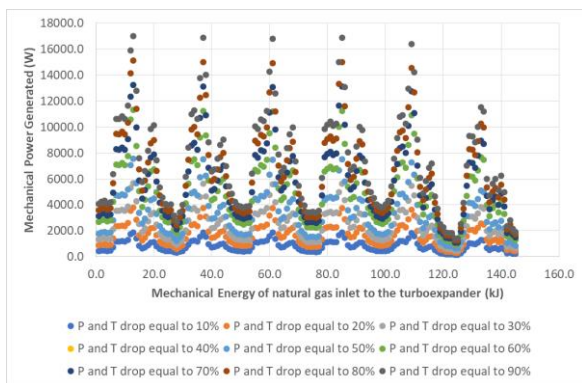 18000.0
16000.0
14000.0
12000.0
10000.0
8000.0
6000.0
4000.0
2000.0
0.0
Mechanical Power Generated (W)
0.0 20.0 40.0 60.0 80.0 100.0 120.0 140.0 160.0
Mechanical Energy of natural gas inlet to the turboexpander (kJ)
P and T drop equal to 10% P and T drop equal to 20% P and T drop equal to 30%
P and T drop equal to 40% P and T drop equal to 50% P and T drop equal to 60%
P and T drop equal to 70% P and T drop equal to 80% P and T drop equal to 90%